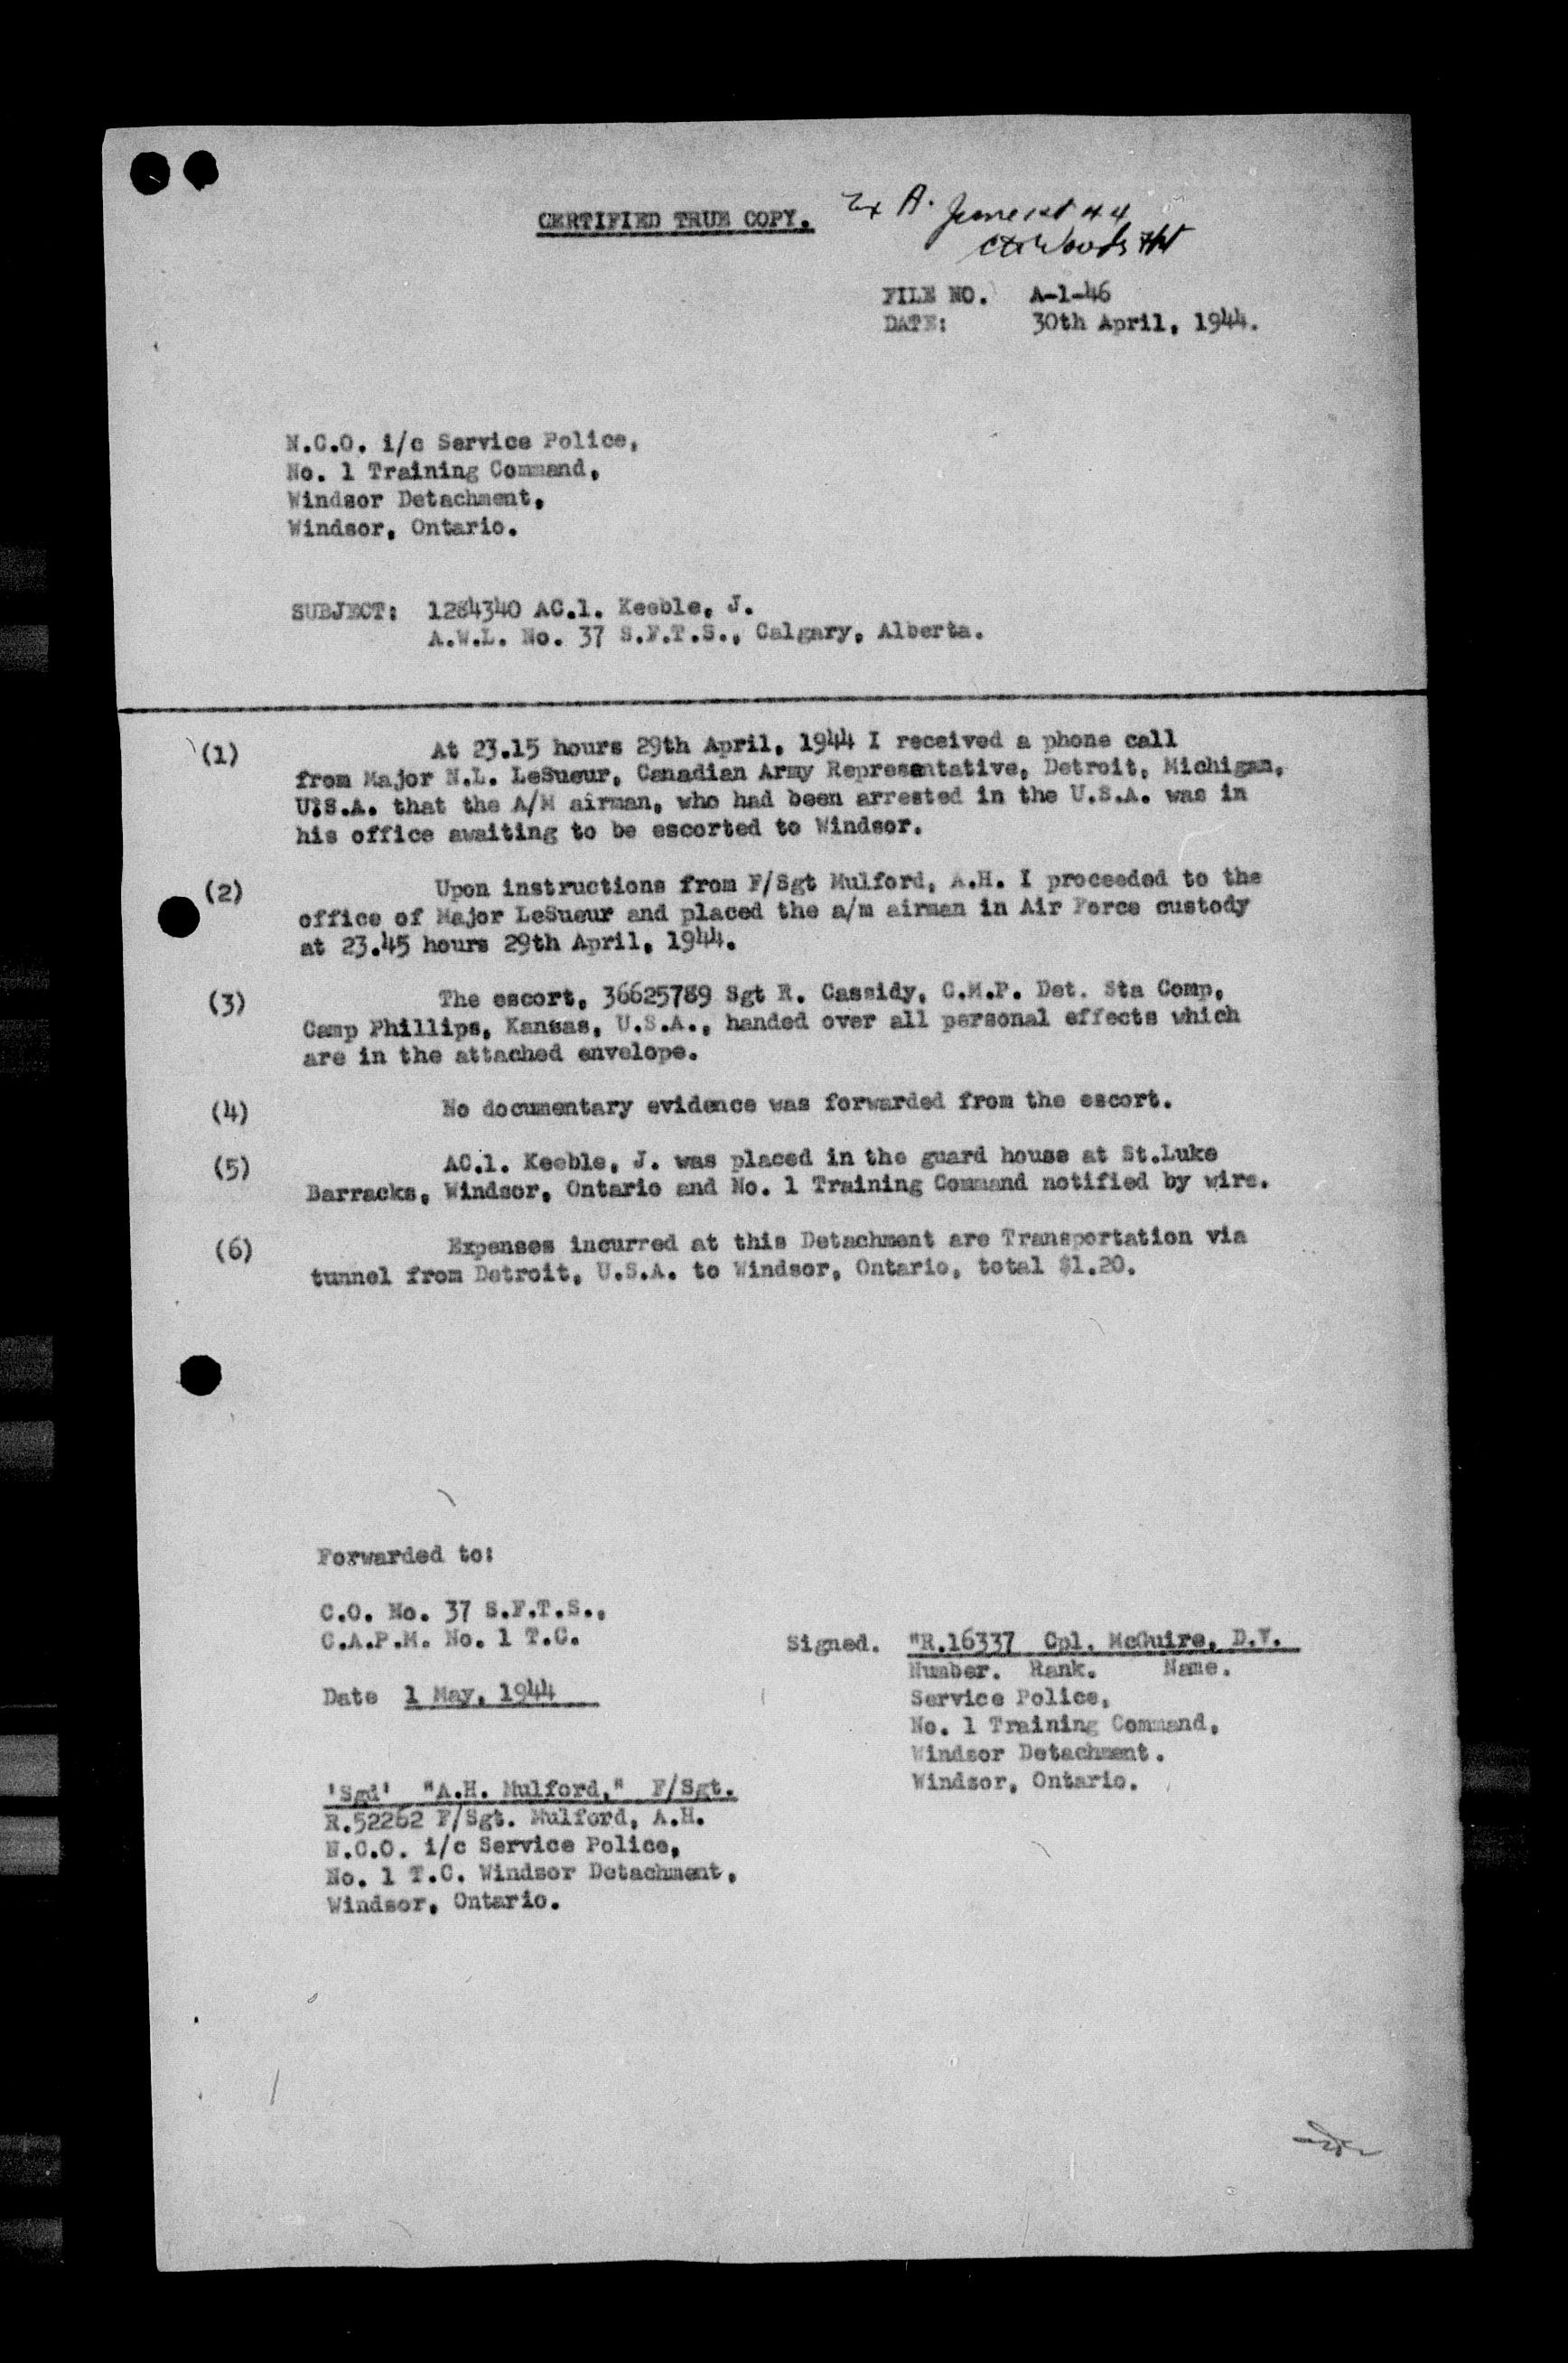 CERTIFIED TRUE COPY.
Ex A. June 1st 44
Woods F/Lt
FILE NO. A-1-46
DATE: 30th April, 1944.
N.C.O. i/c Service Police,
No. 1 Training Command,
Windsor Detachment,
Windsor, Ontario.
SUBJECT: 1284340 AC.1. Keeble, J.
A.W.L. No. 37 S.F.T.S., Calgary, Alberta.
(1) At 23.15 hours 29th April, 1944 I received a phone call
from Major N.L. LeSueur, Canadian Army Representative, Detroit, Michigan,
U.S.A. that the A/M airman, who had been arrested in the U.S.A. was in
his office awaiting to be escorted to Windsor.
(2) Upon instructions from F/Sgt Mulford, A.H. I proceeded to the
office of Major LeSueur and placed the a/m airman in Air Force custody
at 23.45 hours 29th April, 1944.
(3) The escort, 36625789 Sgt R. Cassidy, C.M.P. Det. Sta Comp,
Camp Phillips, Kansas, U.S.A., handed over all personal effects which
are in the attached envelope.
(4) No documentary evidence was forwarded from the escort.
(5) AC.1. Keeble, J. was placed in the guard house at St.Luke
Barracks, Windsor, Ontario and No. 1 Training Command notified by wire.
(6) Expenses incurred at this Detachment are Transportation via
tunnel from Detroit, U.S.A. to Windsor, Ontario, total $1.20.
Forwarded to:
C.O. No. 37 S.F.T.S.,
C.A.P.M. No. 1 T.C.
Date 1 May, 1944
Signed. "R.16337 Cpl. McGuire, D.V.
Number. Rank. Name.
Service Police,
No. 1 Training Command,
Windsor Detachment.
Windsor, Ontario.
'Sgd' "A.H. Mulford," F/Sgt.
R.52262 F/Sgt. Mulford, A.H.
N.C.O. i/c Service Police,
No. 1 T.C. Windsor Detachment,
Windsor, Ontario.